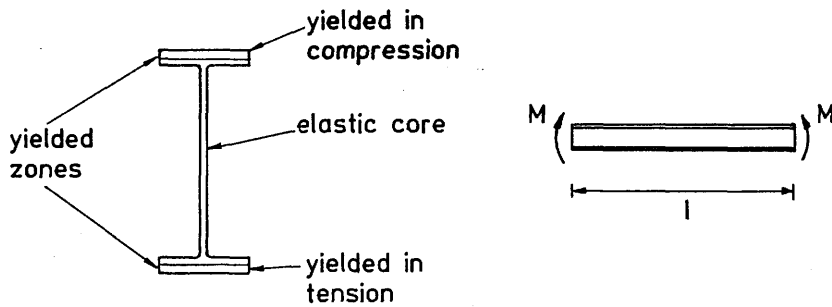 yielded in
compression
yielded
zones
elastic core
yielded in
tension
M
M
l